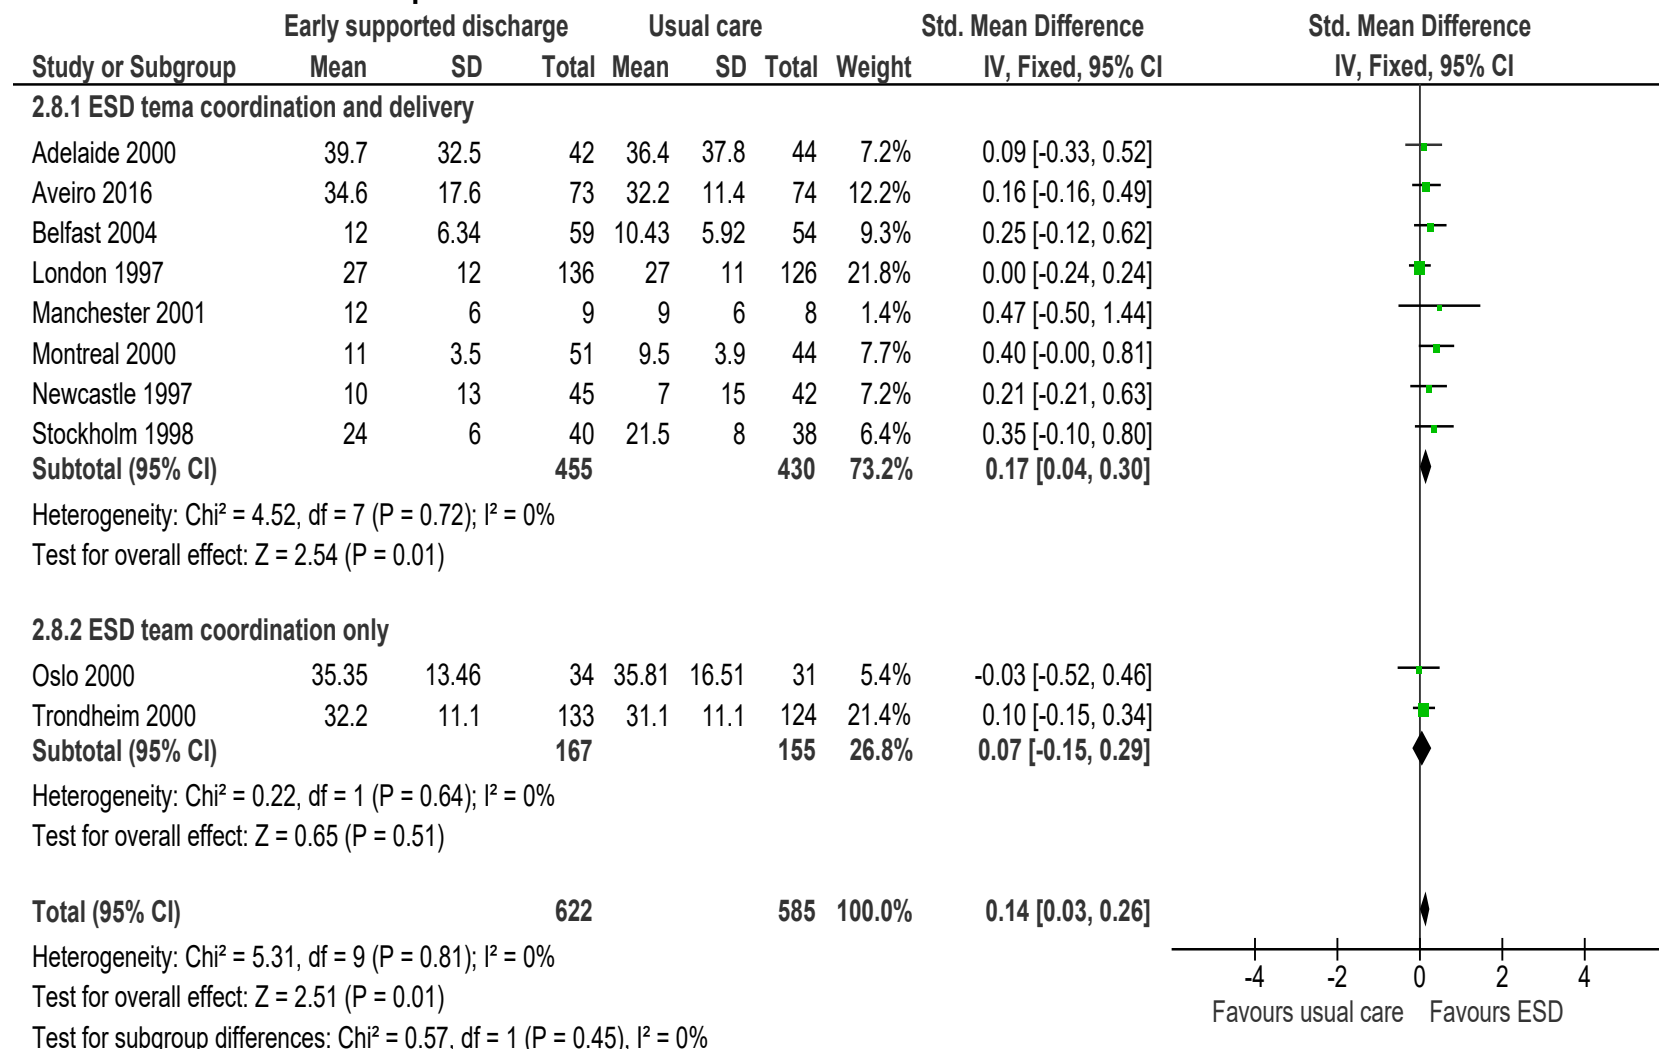 Early supported discharge Usual care Std. Mean Difference Std. Mean Difference
Study or Subgroup Mean SD Total Mean SD Total Weight IV, Fixed, 95% CI IV, Fixed, 95% CI
2.8.1 ESD tema coordination and delivery
Adelaide 2000 39.7 32.5 42 36.4 37.8 44 7.2% 0.09 [-0.33, 0.52]
Aveiro 2016 34.6 17.6 73 32.2 11.4 74 12.2% 0.16 [-0.16, 0.49]
Belfast 2004 12 6.34 59 10.43 5.92 54 9.3% 0.25 [-0.12, 0.62]
London 1997 27 12 136 27 11 126 21.8% 0.00 [-0.24, 0.24]
Manchester 2001 12 6 9 9 6 8 1.4% 0.47 [-0.50, 1.44]
Montreal 2000 11 3.5 51 9.5 3.9 44 7.7% 0.40 [-0.00, 0.81]
Newcastle 1997 10 13 45 7 15 42 7.2% 0.21 [-0.21, 0.63]
Stockholm 1998 24 6 40 21.5 8 38 6.4% 0.35 [-0.10, 0.80]
Subtotal (95% CI) 455 430 73.2% 0.17 [0.04, 0.30]
Heterogeneity: Chi² = 4.52, df = 7 (P = 0.72); I² = 0%
Test for overall effect: Z = 2.54 (P = 0.01)
2.8.2 ESD team coordination only
Oslo 2000 35.35 13.46 34 35.81 16.51 31 5.4% -0.03 [-0.52, 0.46]
Trondheim 2000 32.2 11.1 133 31.1 11.1 124 21.4% 0.10 [-0.15, 0.34]
Subtotal (95% CI) 167 155 26.8% 0.07 [-0.15, 0.29]
Heterogeneity: Chi² = 0.22, df = 1 (P = 0.64); I² = 0%
Test for overall effect: Z = 0.65 (P = 0.51)
Total (95% CI) 622 585 100.0% 0.14 [0.03, 0.26]
Heterogeneity: Chi² = 5.31, df = 9 (P = 0.81); I² = 0%
Test for overall effect: Z = 2.51 (P = 0.01)
Test for subgroup differences: Chi² = 0.57, df = 1 (P = 0.45), I² = 0%
-4 -2 0 2 4
Favours usual care Favours ESD